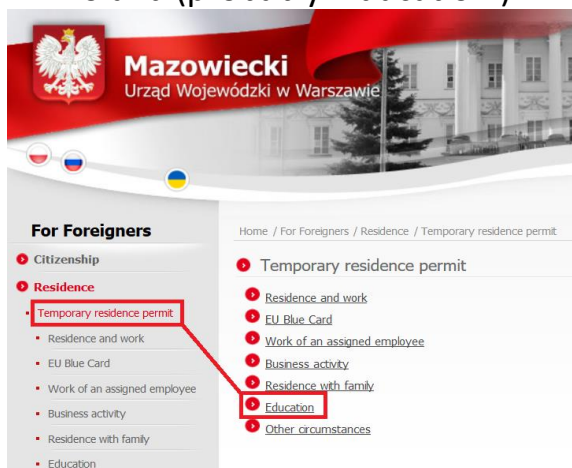 Mazowiecki
Urząd Wojewódzki w Warszawie
For Foreigners
Citizenship
Residence
Temporary residence permit
Residence and work
EU Blue Card
Work of an assigned employee
Business activity
Residence with family
Education
Home / For Foreigners / Residence / Temporary residence permit
Temporary residence permit
Residence and work
EU Blue Card
Work of an assigned employee
Business activity
Residence with family
Education
Other circumstances